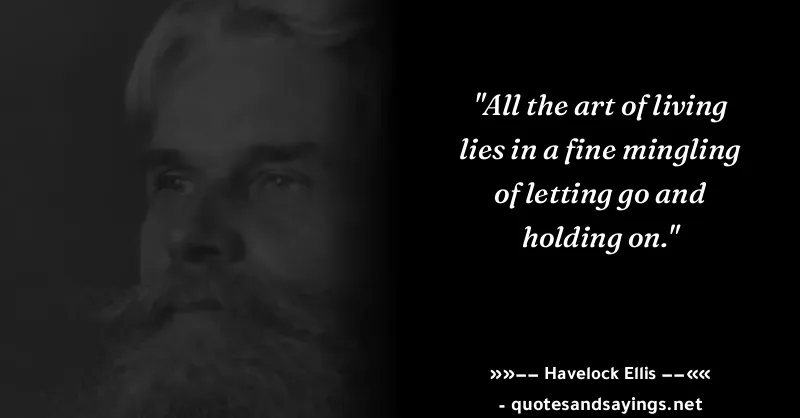 "All the art of living
lies in a fine mingling
of letting go and
holding on."
»»—— Havelock Ellis ——««
- quotesandsayings.net